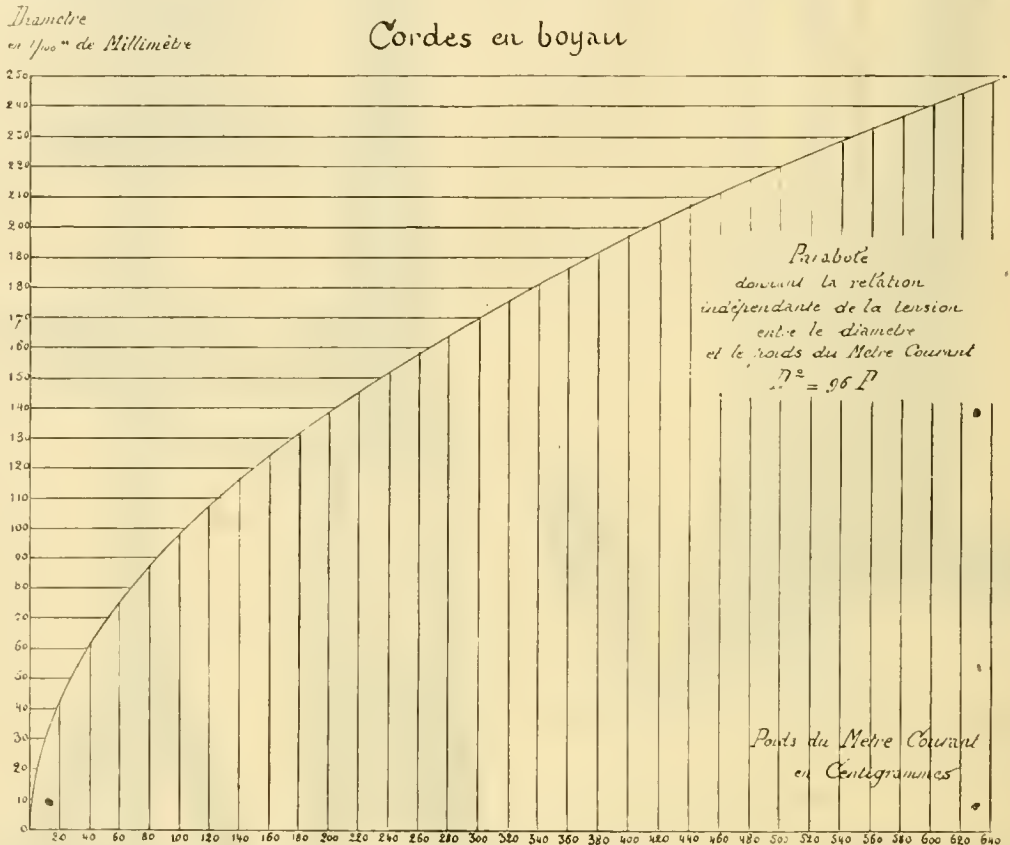 Diametre
en 1/100e de Millimètre
Cordes en boyau
250
240
230
220
210
200
190
180
170
160
150
140
130
120
110
100
90
80
70
60
50
40
30
20
10
0
Parabole
donnant la relation
indépendante de la tension
entre le diametre
et le poids du Metre Courant
D² = 96 P
Poids du Metre Courant
en Centigrammes
20 40 60 80 100 120 140 160 180 200 220 240 260 280 300 320 340 360 380 400 420 440 460 480 500 520 540 560 580 600 620 640